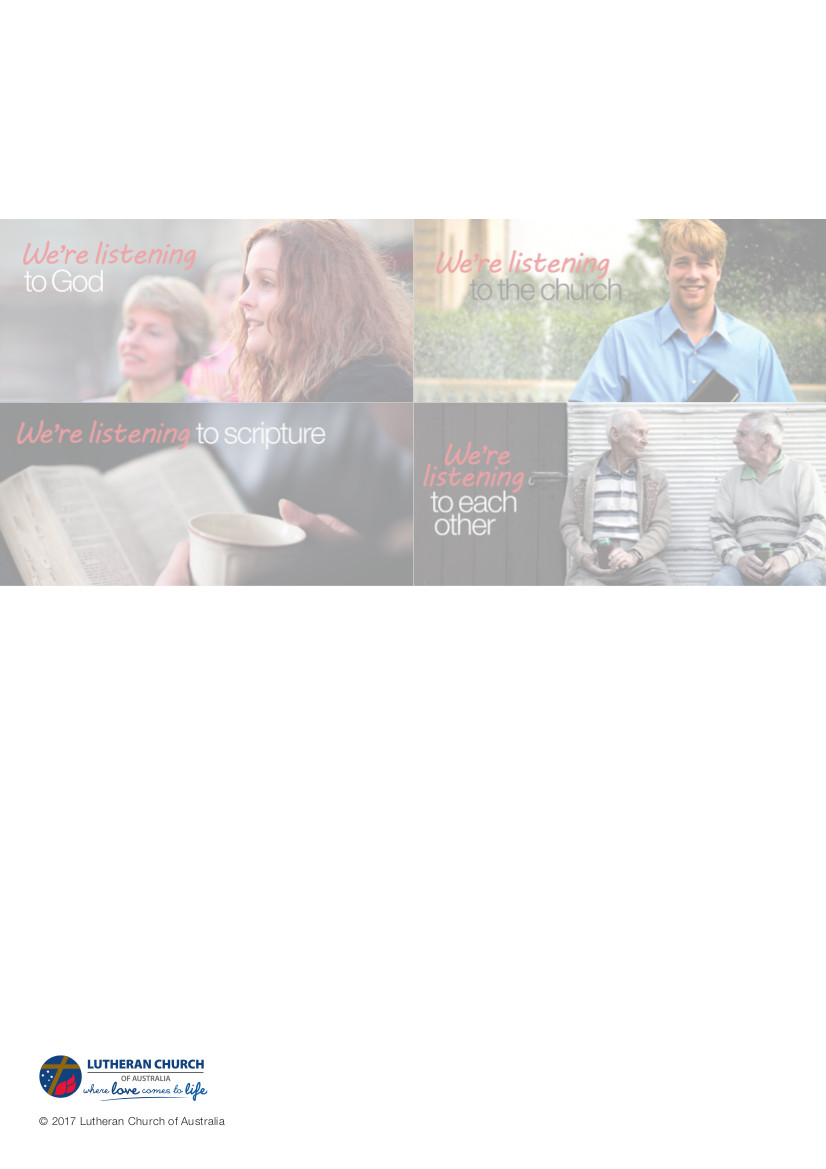 We're listening
to God
We're listening
to the church
We're listening to scripture
We're
listening
to each
other
LUTHERAN CHURCH
OF AUSTRALIA
where love comes to life
© 2017 Lutheran Church of Australia